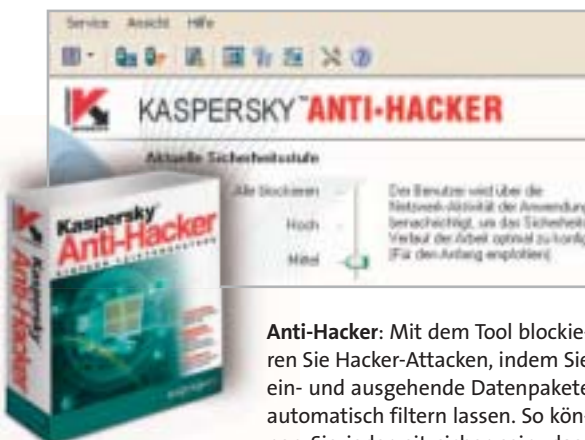 Service Ansicht Hilfe
KASPERSKY™ ANTI-HACKER
Aktuelle Sicherheitsstufe
Alle blockieren
Hoch
Mittel
Der Benutzer wird über die
Netzwerk-Aktivität der Anwendung
benachrichtigt, um das Sicherheits
Verlauf der Arbeit optimal zu konfig
(Für den Anfang empfohlen)
Kaspersky
Anti-Hacker
Kaspersky
Anti-Hacker
Anti-Hacker: Mit dem Tool blockie-
ren Sie Hacker-Attacken, indem Sie
ein- und ausgehende Datenpakete
automatisch filtern lassen. So kön-